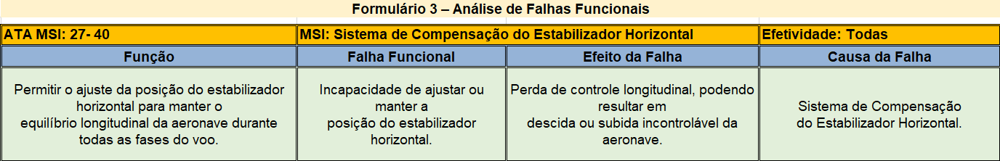 Formulário 3 – Análise de Falhas Funcionais
ATA MSI: 27- 40
MSI: Sistema de Compensação do Estabilizador Horizontal
Efetividade: Todas
Função
Falha Funcional
Efeito da Falha
Causa da Falha
Permitir o ajuste da posição do estabilizador
horizontal para manter o
equilíbrio longitudinal da aeronave durante
todas as fases do voo.
Incapacidade de ajustar ou
manter a
posição do estabilizador
horizontal.
Perda de controle longitudinal, podendo
resultar em
descida ou subida incontrolável da
aeronave.
Sistema de Compensação
do Estabilizador Horizontal.